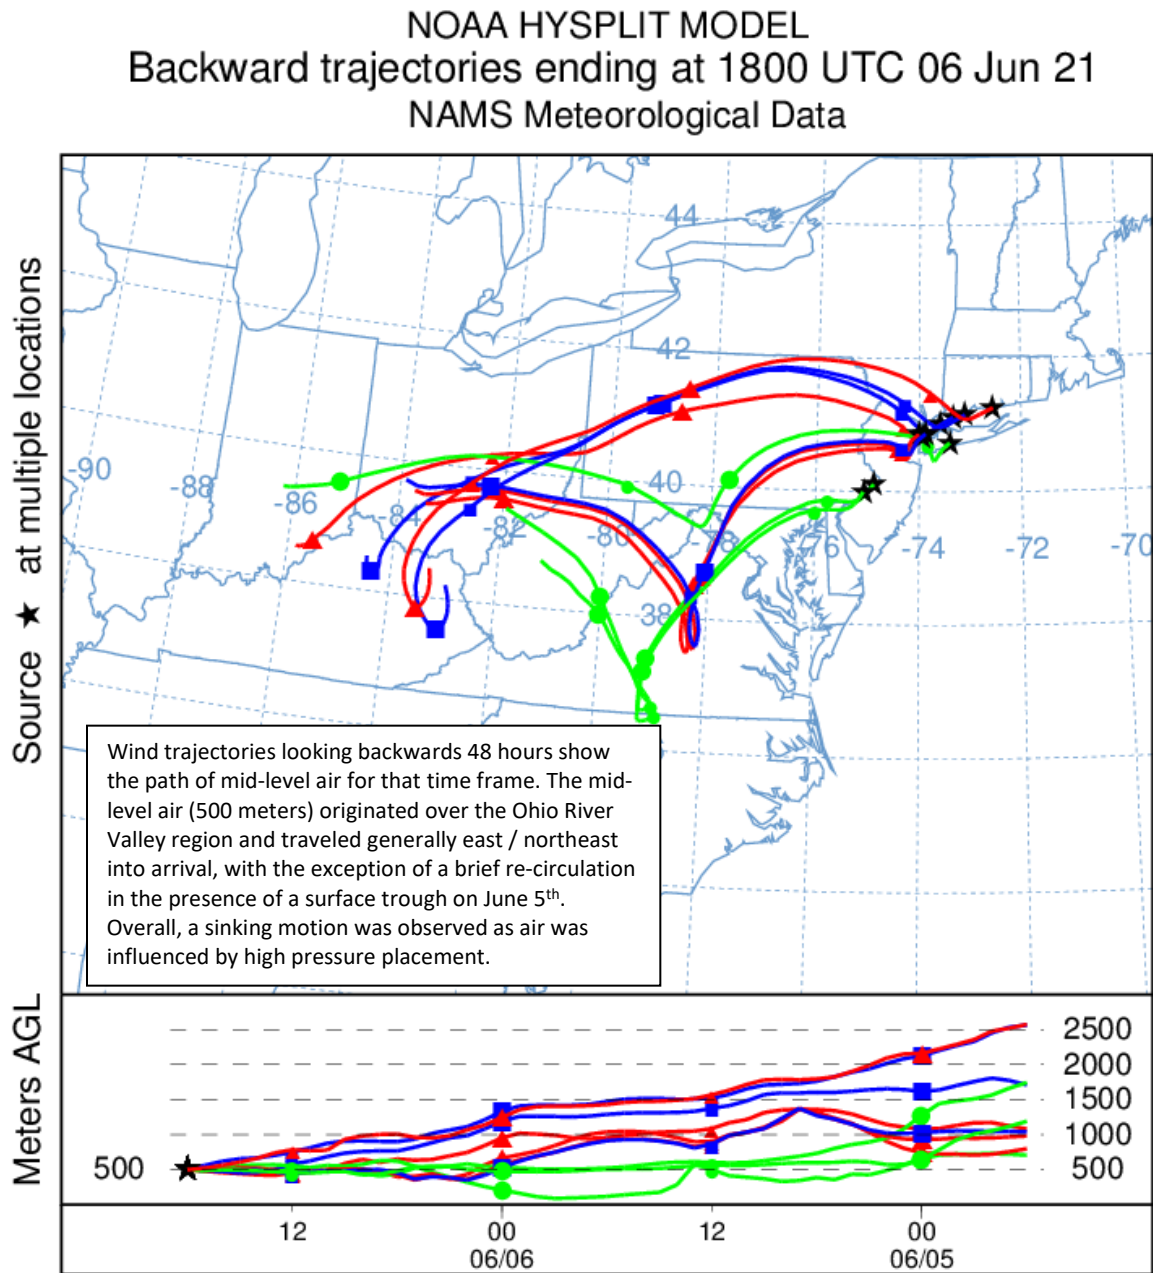 NOAA HYSPLIT MODEL
Backward trajectories ending at 1800 UTC 06 Jun 21
NAMS Meteorological Data
Source ★ at multiple locations
44
42
40
38
-90
-88
-86
-84
-82
-80
-78
-76
-74
-72
-70
Wind trajectories looking backwards 48 hours show
the path of mid-level air for that time frame. The mid-
level air (500 meters) originated over the Ohio River
Valley region and traveled generally east / northeast
into arrival, with the exception of a brief re-circulation
in the presence of a surface trough on June 5th.
Overall, a sinking motion was observed as air was
influenced by high pressure placement.
Meters AGL
500
2500
2000
1500
1000
500
12 00 12 00
06/06 06/05